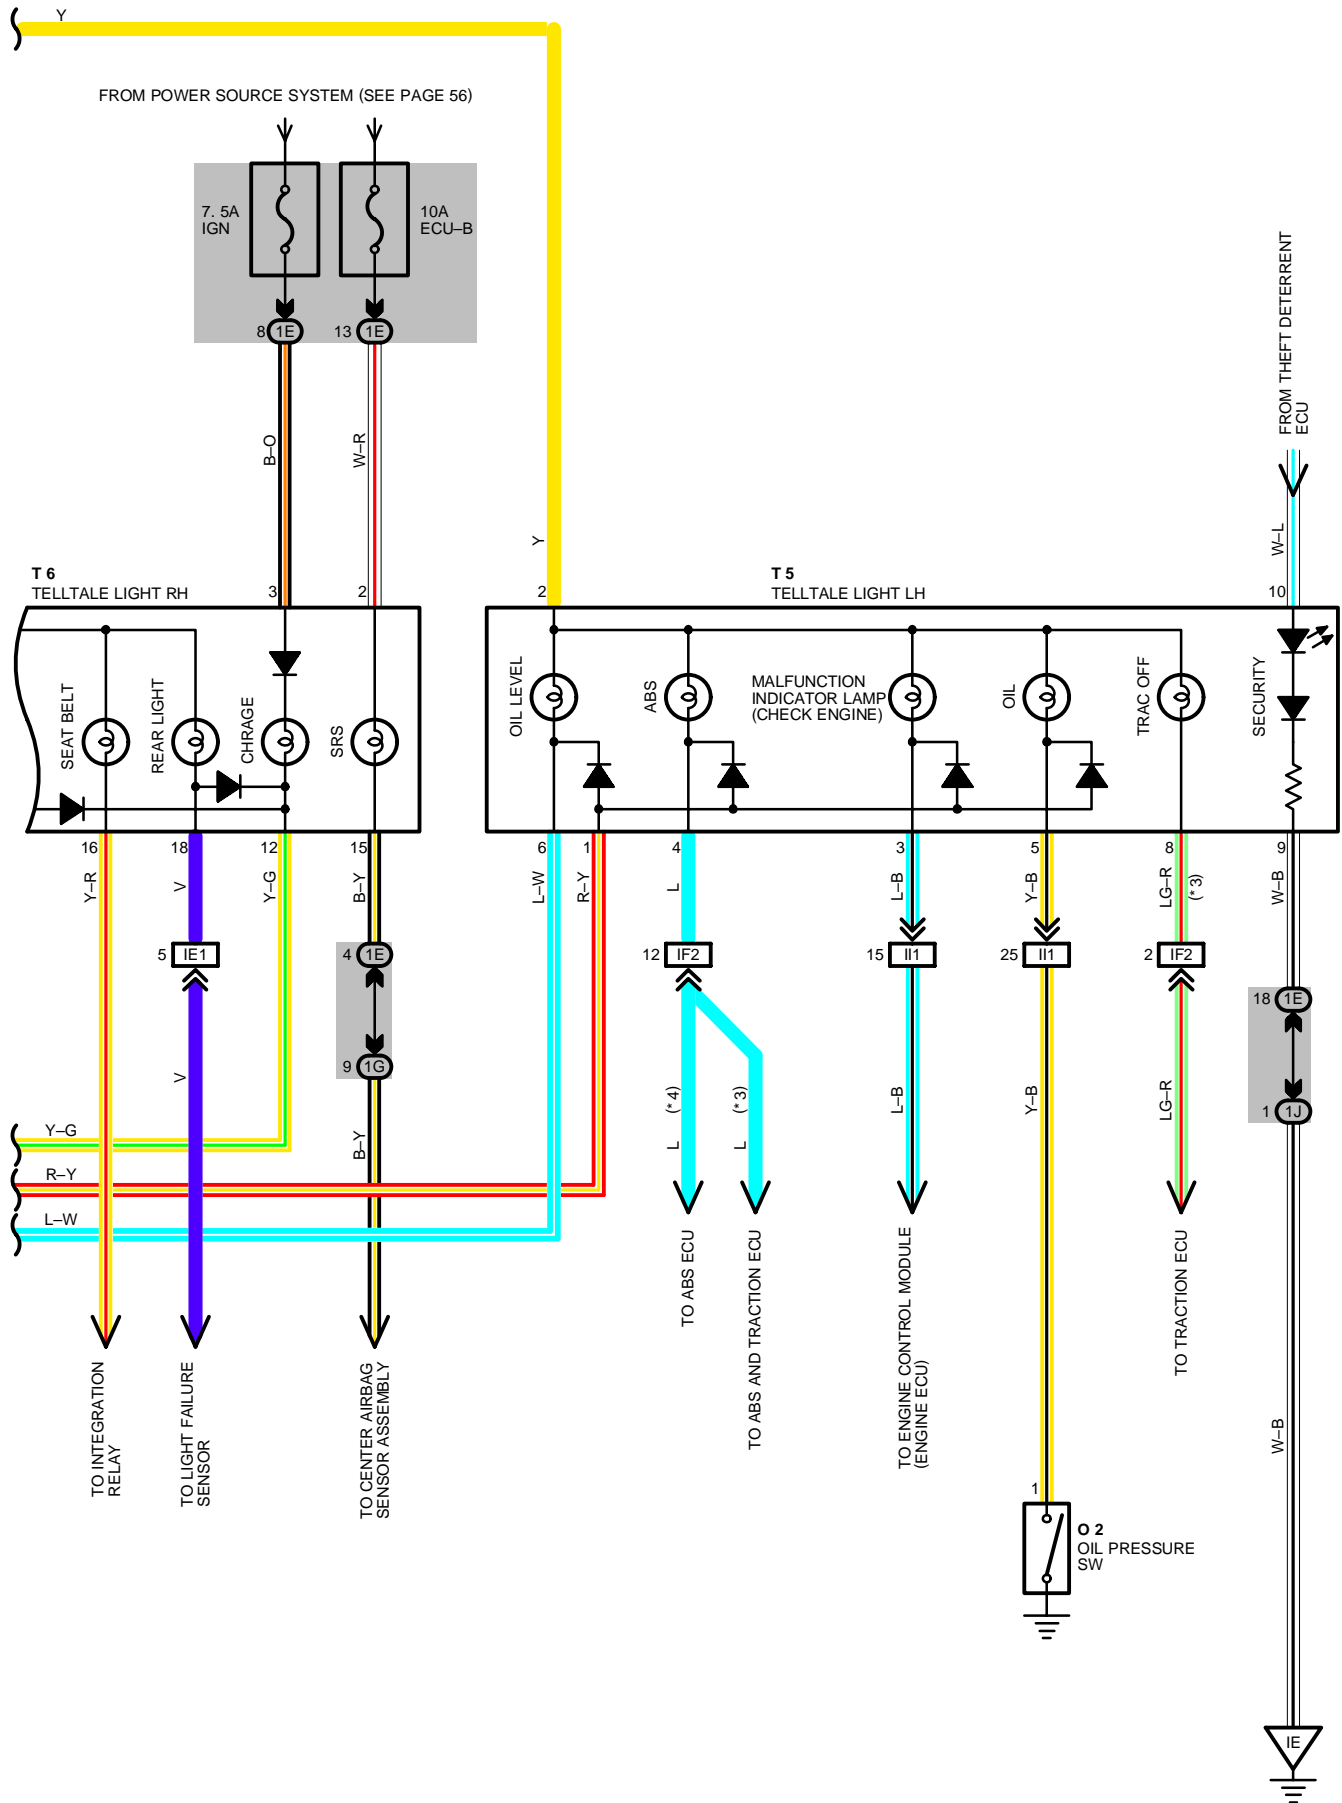 Y
FROM POWER SOURCE SYSTEM (SEE PAGE 56)
7. 5A
IGN
10A
ECU–B
8 1E
13 1E
B–O
W–R
Y
FROM THEFT DETERRENT
ECU
W–L
T 6
TELLTALE LIGHT RH
3
2
2
T 5
TELLTALE LIGHT LH
10
SEAT BELT
REAR LIGHT
CHRAGE
SRS
OIL LEVEL
ABS
MALFUNCTION
INDICATOR LAMP
(CHECK ENGINE)
OIL
TRAC OFF
SECURITY
16
18
12
15
6
1
4
3
5
8
9
Y–R
V
Y–G
B–Y
L–W
R–Y
L
L–B
Y–B
LG–R
(* 3)
W–B
5 IE1
4 1E
12 IF2
15 II1
25 II1
2 IF2
18 1E
9 1G
1 1J
V
B–Y
L
(* 4)
L
(* 3)
L–B
Y–B
LG–R
Y–G
R–Y
L–W
TO INTEGRATION
RELAY
TO LIGHT FAILURE
SENSOR
TO CENTER AIRBAG
SENSOR ASSEMBLY
TO ABS ECU
TO ABS AND TRACTION ECU
TO ENGINE CONTROL MODULE
(ENGINE ECU)
TO TRACTION ECU
W–B
1
O 2
OIL PRESSURE
SW
IE